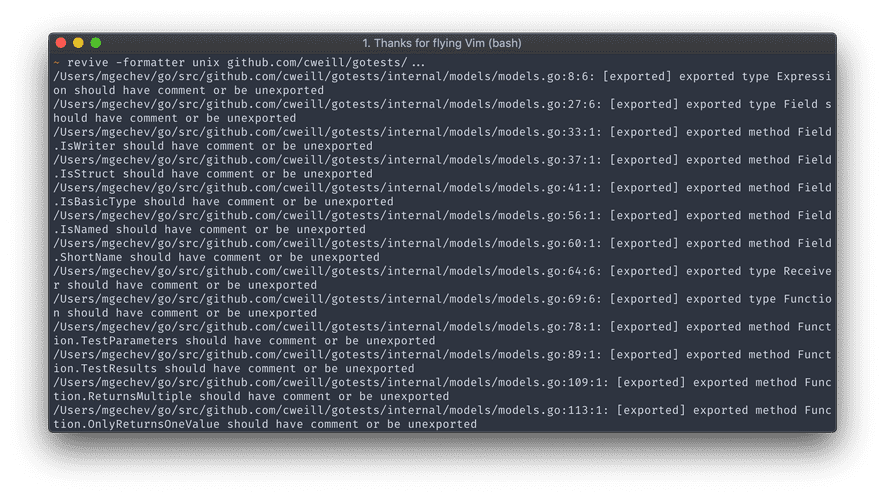 1. Thanks for flying Vim (bash)
~ revive -formatter unix github.com/cweill/gotests/...
/Users/mgechev/go/src/github.com/cweill/gotests/internal/models/models.go:8:6: [exported] exported type Expressi
on should have comment or be unexported
/Users/mgechev/go/src/github.com/cweill/gotests/internal/models/models.go:27:6: [exported] exported type Field s
hould have comment or be unexported
/Users/mgechev/go/src/github.com/cweill/gotests/internal/models/models.go:33:1: [exported] exported method Field
.IsWriter should have comment or be unexported
/Users/mgechev/go/src/github.com/cweill/gotests/internal/models/models.go:37:1: [exported] exported method Field
.IsStruct should have comment or be unexported
/Users/mgechev/go/src/github.com/cweill/gotests/internal/models/models.go:41:1: [exported] exported method Field
.IsBasicType should have comment or be unexported
/Users/mgechev/go/src/github.com/cweill/gotests/internal/models/models.go:56:1: [exported] exported method Field
.IsNamed should have comment or be unexported
/Users/mgechev/go/src/github.com/cweill/gotests/internal/models/models.go:60:1: [exported] exported method Field
.ShortName should have comment or be unexported
/Users/mgechev/go/src/github.com/cweill/gotests/internal/models/models.go:64:6: [exported] exported type Receive
r should have comment or be unexported
/Users/mgechev/go/src/github.com/cweill/gotests/internal/models/models.go:69:6: [exported] exported type Functio
n should have comment or be unexported
/Users/mgechev/go/src/github.com/cweill/gotests/internal/models/models.go:78:1: [exported] exported method Funct
ion.TestParameters should have comment or be unexported
/Users/mgechev/go/src/github.com/cweill/gotests/internal/models/models.go:89:1: [exported] exported method Funct
ion.TestResults should have comment or be unexported
/Users/mgechev/go/src/github.com/cweill/gotests/internal/models/models.go:109:1: [exported] exported method Func
tion.ReturnsMultiple should have comment or be unexported
/Users/mgechev/go/src/github.com/cweill/gotests/internal/models/models.go:113:1: [exported] exported method Func
tion.OnlyReturnsOneValue should have comment or be unexported